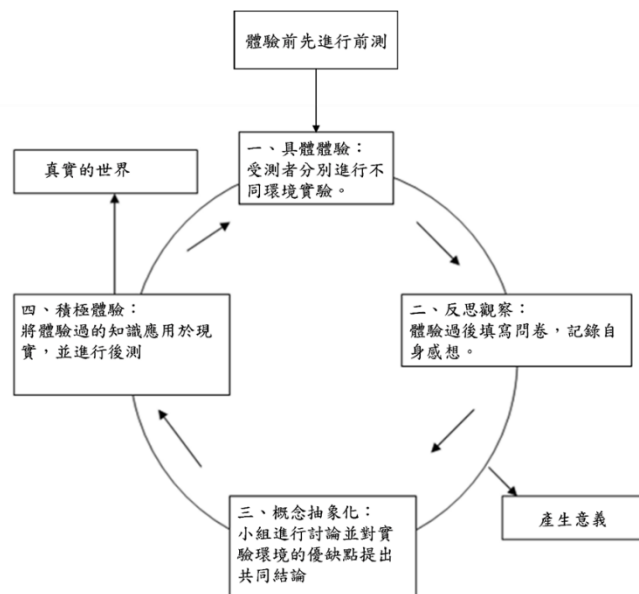 體驗前先進行前測
一、具體體驗：
受測者分別進行不
同環境實驗。
真實的世界
四、積極體驗：
將體驗過的知識應用於現
實，並進行後測
二、反思觀察：
體驗過後填寫問卷，記錄自
身感想。
三、概念抽象化：
小組進行討論並對實
驗環境的優缺點提出
共同結論
產生意義